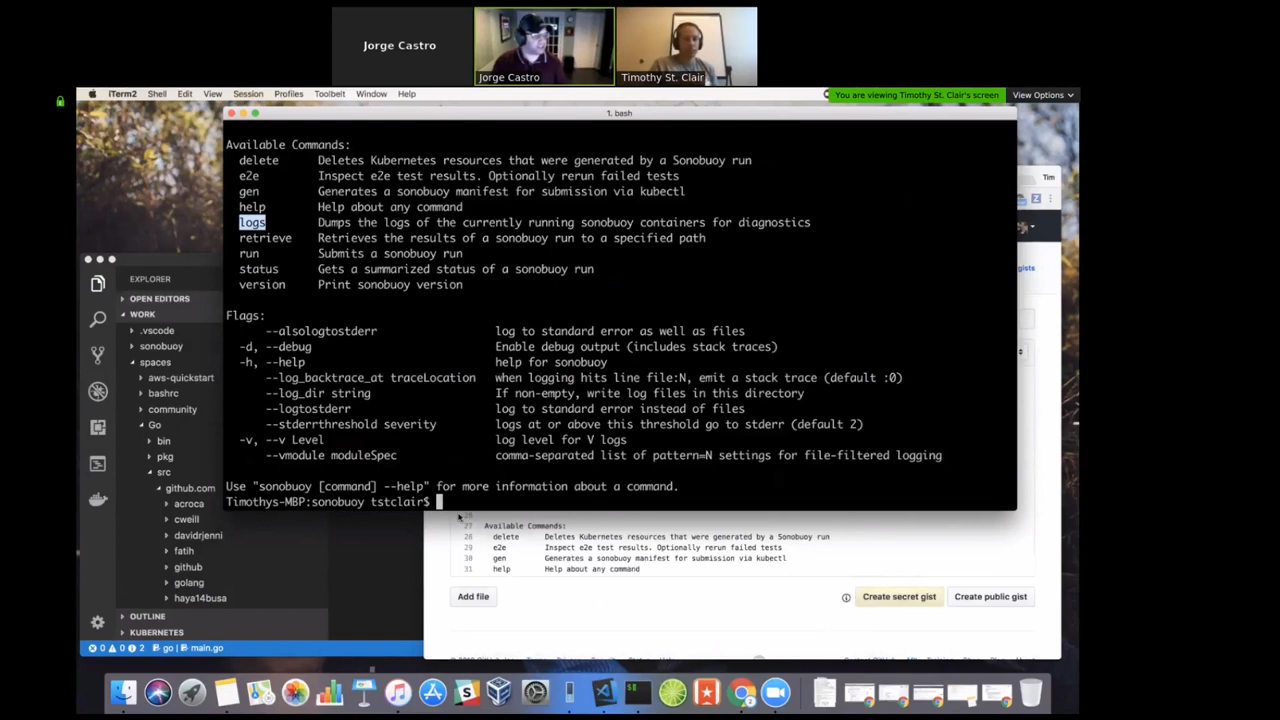 Jorge Castro
Jorge Castro
Timothy St. Clair
iTerm2 Shell Edit View Session Profiles Toolbelt Window Help
You are viewing Timothy St. Clair's screen
View Options
1. bash
Available Commands:
delete Deletes Kubernetes resources that were generated by a Sonobuoy run
e2e Inspect e2e test results. Optionally rerun failed tests
gen Generates a sonobuoy manifest for submission via kubectl
help Help about any command
logs Dumps the logs of the currently running sonobuoy containers for diagnostics
retrieve Retrieves the results of a sonobuoy run to a specified path
run Submits a sonobuoy run
status Gets a summarized status of a sonobuoy run
version Print sonobuoy version
Flags:
--alsologtostderr log to standard error as well as files
-d, --debug Enable debug output (includes stack traces)
-h, --help help for sonobuoy
--log_backtrace_at traceLocation when logging hits line file:N, emit a stack trace (default :0)
--log_dir string If non-empty, write log files in this directory
--logtostderr log to standard error instead of files
--stderrthreshold severity logs at or above this threshold go to stderr (default 2)
-v, --v Level log level for V logs
--vmodule moduleSpec comma-separated list of pattern=N settings for file-filtered logging
Use "sonobuoy [command] --help" for more information about a command.
Timothys-MBP:sonobuoy tstclair$
Tim
gists
EXPLORER
OPEN EDITORS
WORK
.vscode
sonobuoy
spaces
aws-quickstart
bashrc
community
Go
bin
pkg
src
github.com
acroca
cweill
davidrjenni
fatih
github
golang
haya14busa
OUTLINE
KUBERNETES
0 0 2 go main.go
26
27 Available Commands:
28 delete Deletes Kubernetes resources that were generated by a Sonobuoy run
29 e2e Inspect e2e test results. Optionally rerun failed tests
30 gen Generates a sonobuoy manifest for submission via kubectl
31 help Help about any command
Add file
Create secret gist
Create public gist